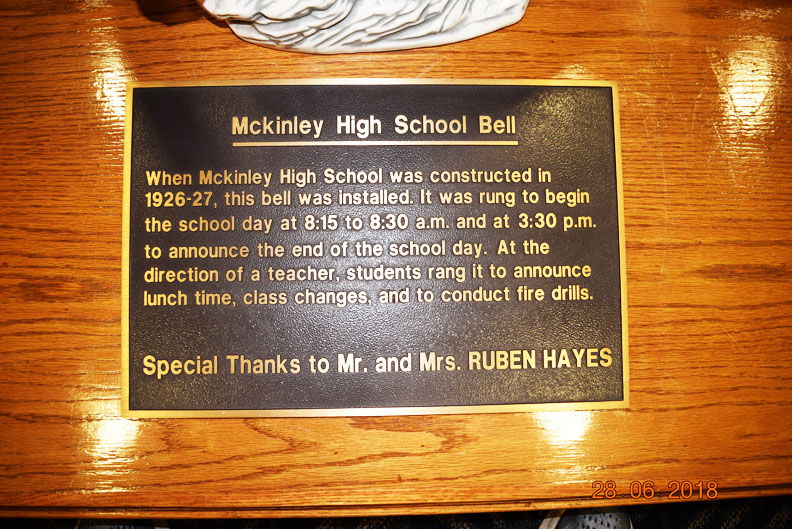 Mckinley High School Bell
When Mckinley High School was constructed in
1926-27, this bell was installed. It was rung to begin
the school day at 8:15 to 8:30 a.m. and at 3:30 p.m.
to announce the end of the school day. At the
direction of a teacher, students rang it to announce
lunch time, class changes, and to conduct fire drills.
Special Thanks to Mr. and Mrs. RUBEN HAYES
28 06 2018